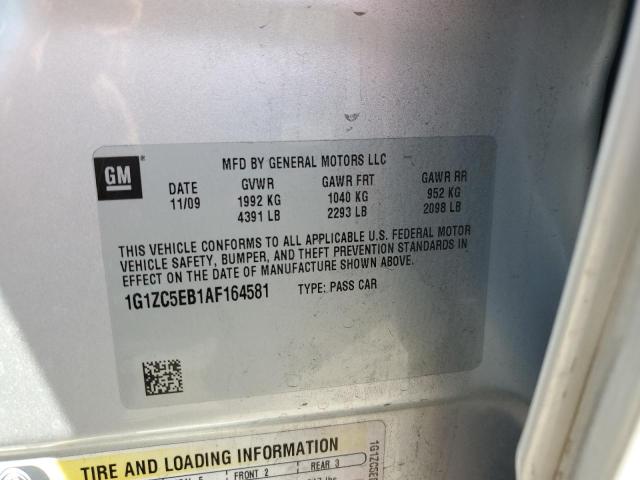 GM
MFD BY GENERAL MOTORS LLC
DATE GVWR GAWR FRT GAWR RR
11/09 1992 KG 1040 KG 952 KG
4391 LB 2293 LB 2098 LB
THIS VEHICLE CONFORMS TO ALL APPLICABLE U.S. FEDERAL MOTOR
VEHICLE SAFETY, BUMPER, AND THEFT PREVENTION STANDARDS IN
EFFECT ON THE DATE OF MANUFACTURE SHOWN ABOVE.
1G1ZC5EB1AF164581 TYPE: PASS CAR
TIRE AND LOADING INFORMATION
FRONT 2 REAR 3
1G1ZC5E